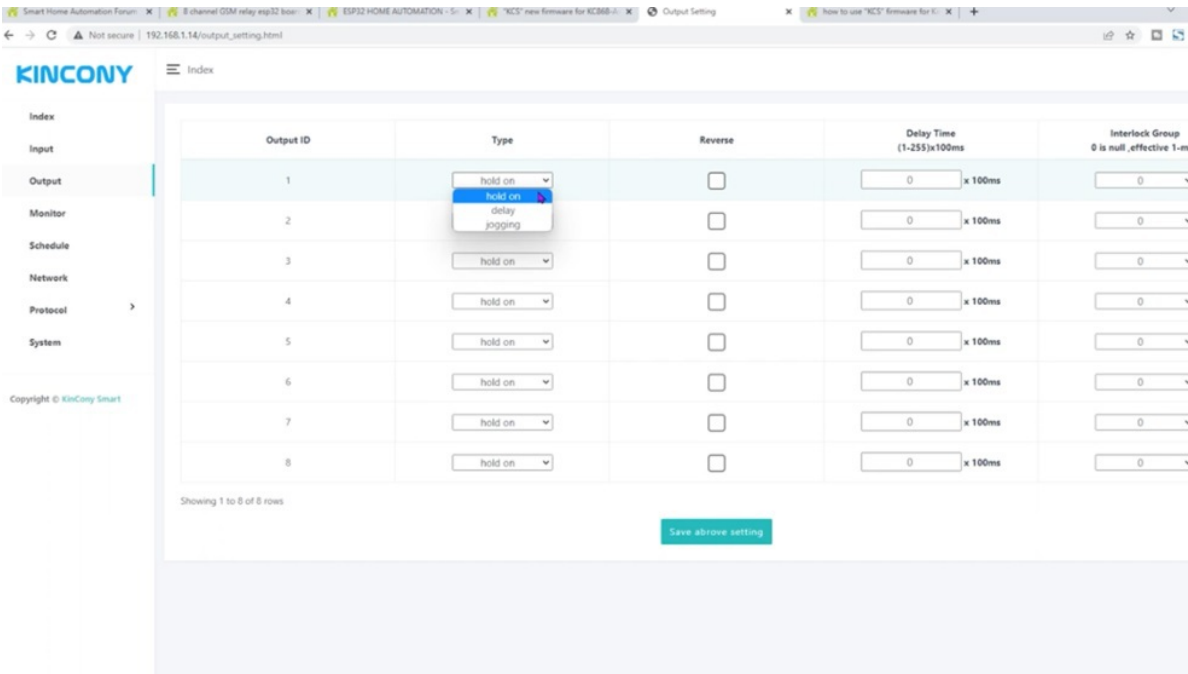 Smart Home Automation Forum
8 channel GSM relay esp32 boar
ESP32 HOME AUTOMATION - Sr
"KCS" new firmware for KC868-A
Output Setting
how to use "KCS" firmware for K
Not secure | 192.168.1.14/output_setting.html
KINCONY
Index
Index
Input
Output
Monitor
Schedule
Network
Protocol
System
Copyright © KinCony Smart
Output ID Type Reverse Delay Time Interlock Group
(1-255)x100ms 0 is null ,effective 1-m
1 hold on 0 x 100ms 0
hold on
delay
jogging
2 0 x 100ms 0
3 hold on 0 x 100ms 0
4 hold on 0 x 100ms 0
5 hold on 0 x 100ms 0
6 hold on 0 x 100ms 0
7 hold on 0 x 100ms 0
8 hold on 0 x 100ms 0
Showing 1 to 8 of 8 rows
Save abrove setting